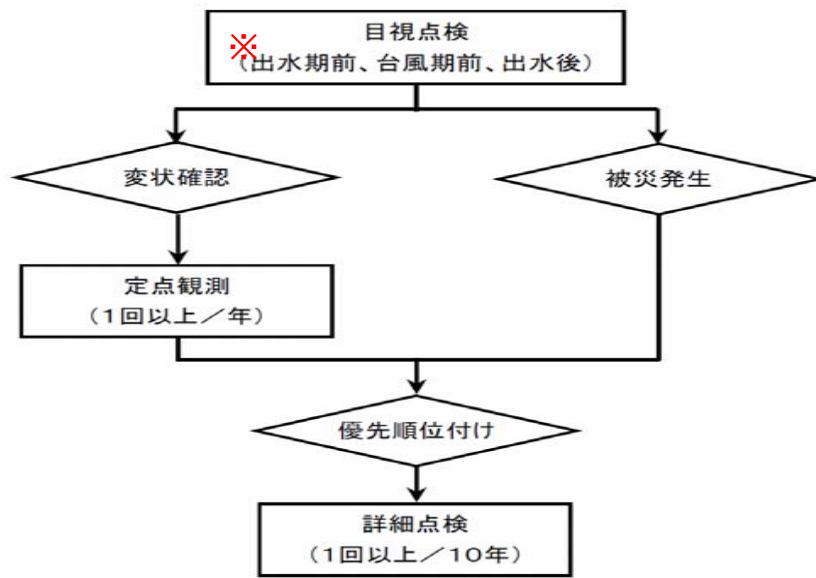 目視点検
※
（出水期前、台風期前、出水後）
変状確認
被災発生
定点観測
（1回以上／年）
優先順位付け
詳細点検
（1回以上／10年）